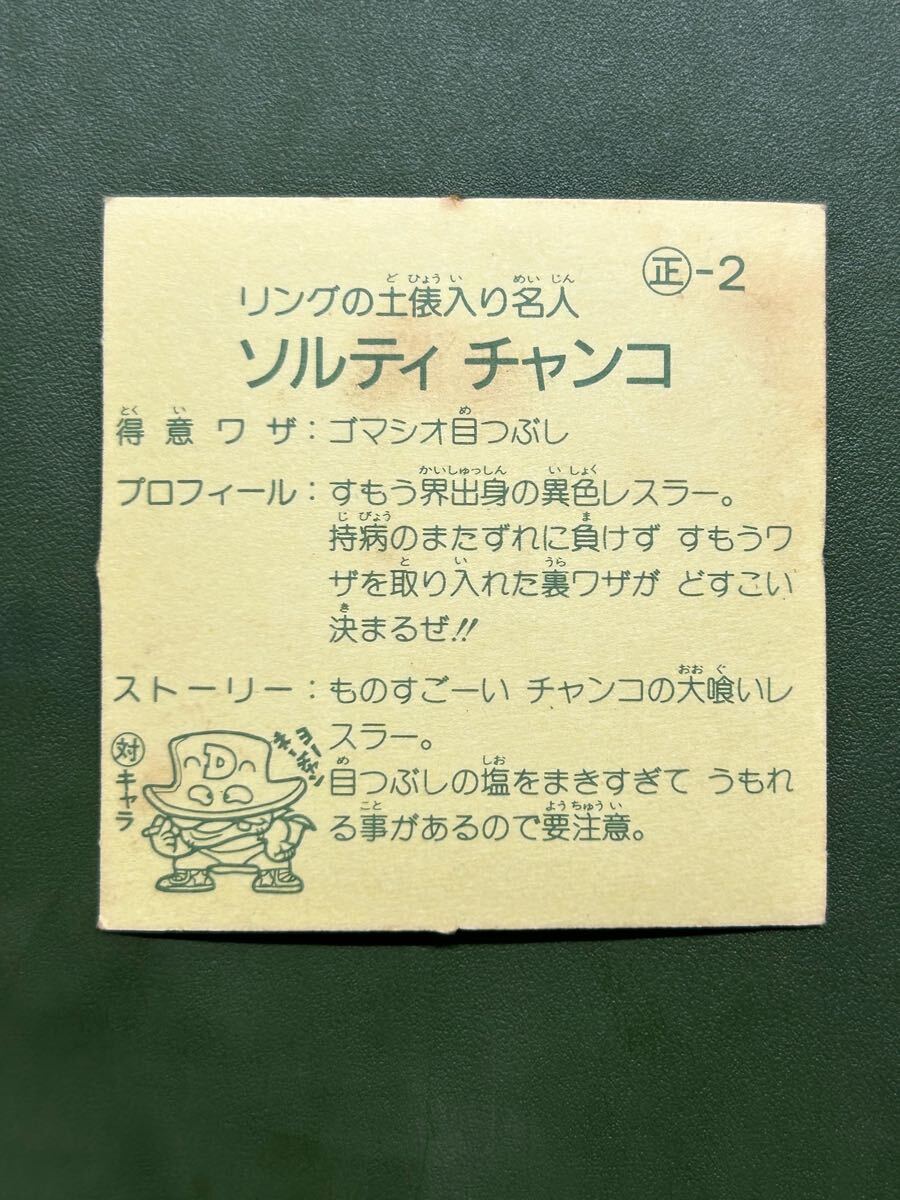 ㊣-2
リングの土俵入り名人
ソルティ チャンコ
得意ワザ：ゴマシオ目つぶし
プロフィール：すもう界出身の異色レスラー。
持病のまたずれに負けず すもうワ
ザを取り入れた裏ワザが どすこい
決まるぜ!!
ストーリー：ものすごーい チャンコの大喰いレ
スラー。
目つぶしの塩をまきすぎて うもれ
る事があるので要注意。
対キャラ
D